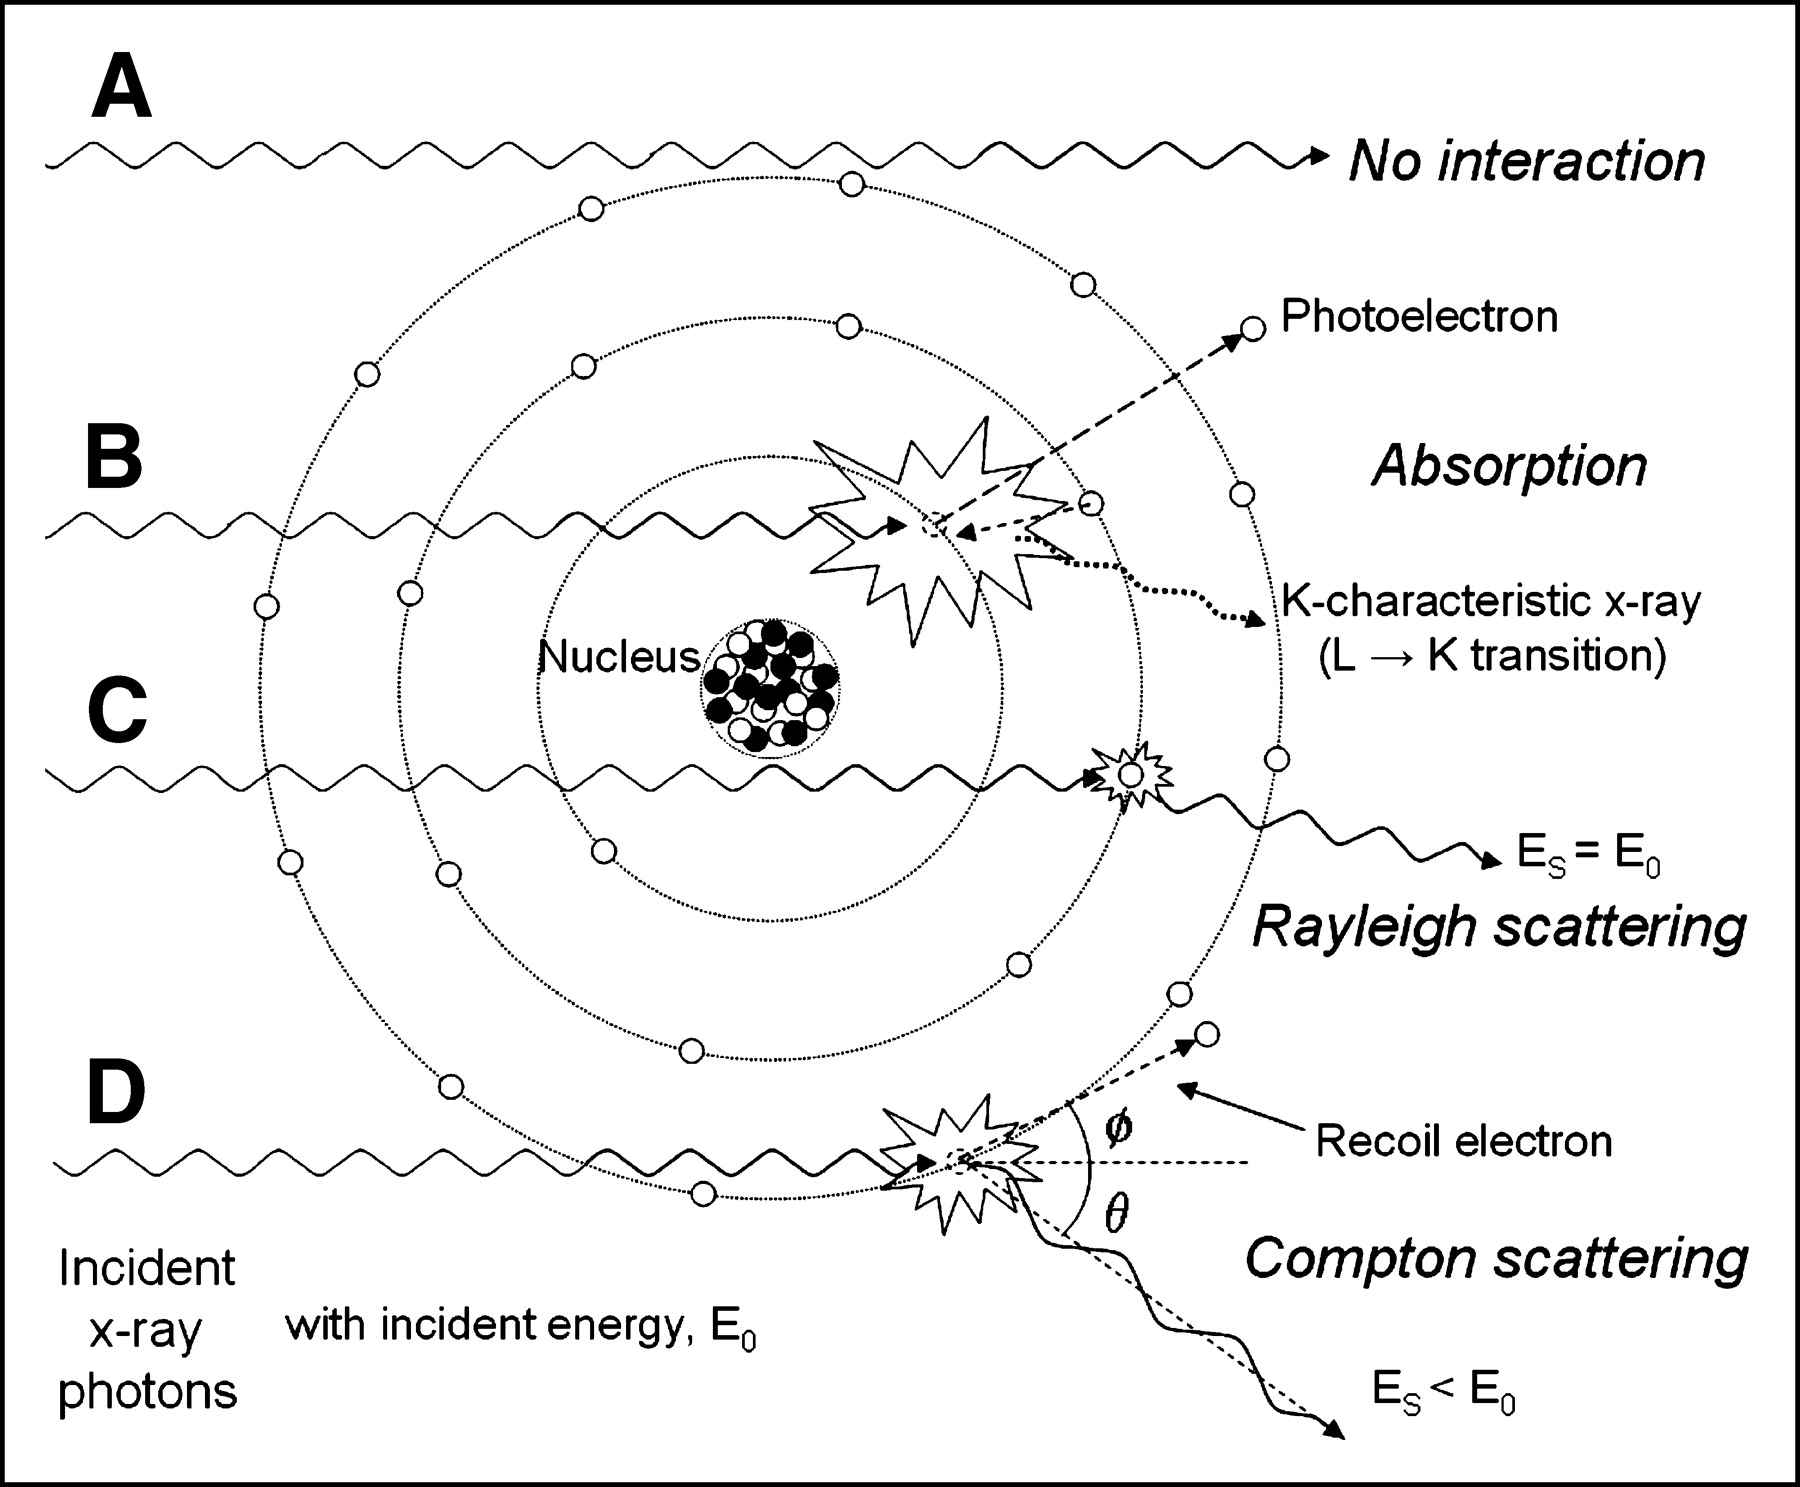 A
No interaction
Photoelectron
B
Absorption
K-characteristic x-ray
(L → K transition)
Nucleus
C
E_S = E_0
Rayleigh scattering
D
ϕ
Recoil electron
θ
Compton scattering
Incident
x-ray
photons
with incident energy, E_0
E_S < E_0